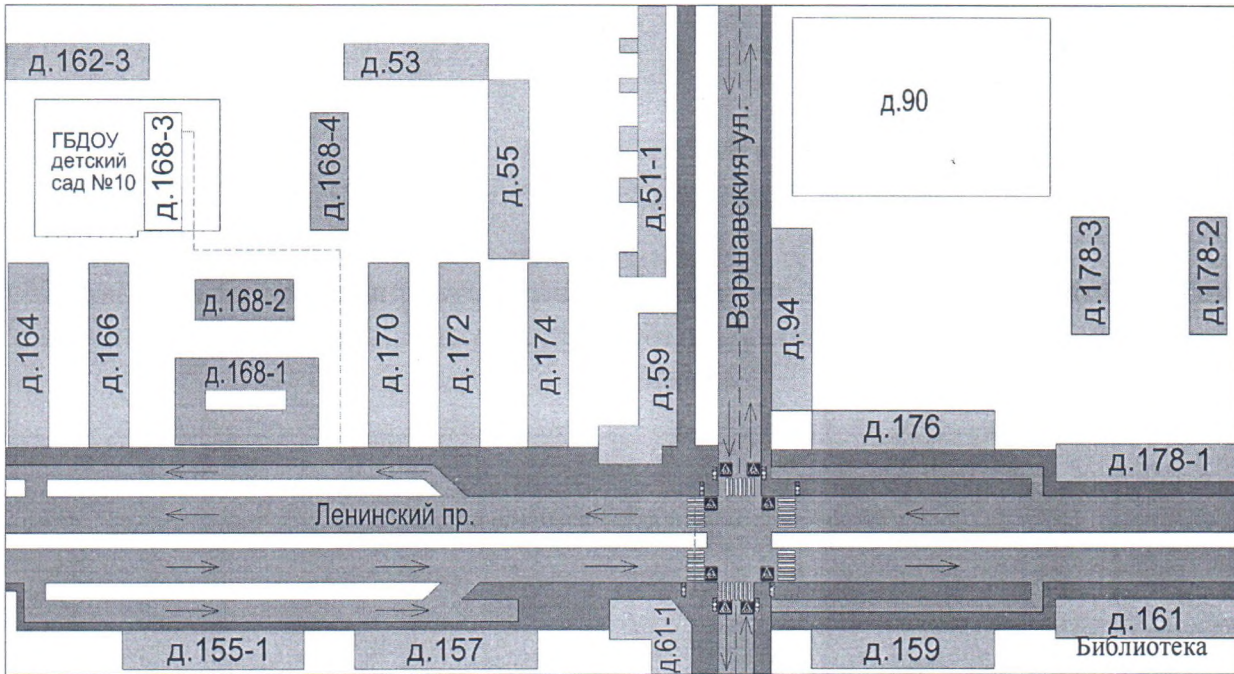 д.162-3
д.53
д.90
ГБДОУ
детский
сад №10
д.168-3
д.168-4
д.55
д.51-1
Варшавския ул.
д.178-3
д.178-2
д.164
д.166
д.168-2
д.168-1
д.170
д.172
д.174
д.59
д.94
д.176
д.178-1
Ленинский пр.
д.155-1
д.157
д.61-1
д.159
д.161
Библиотека